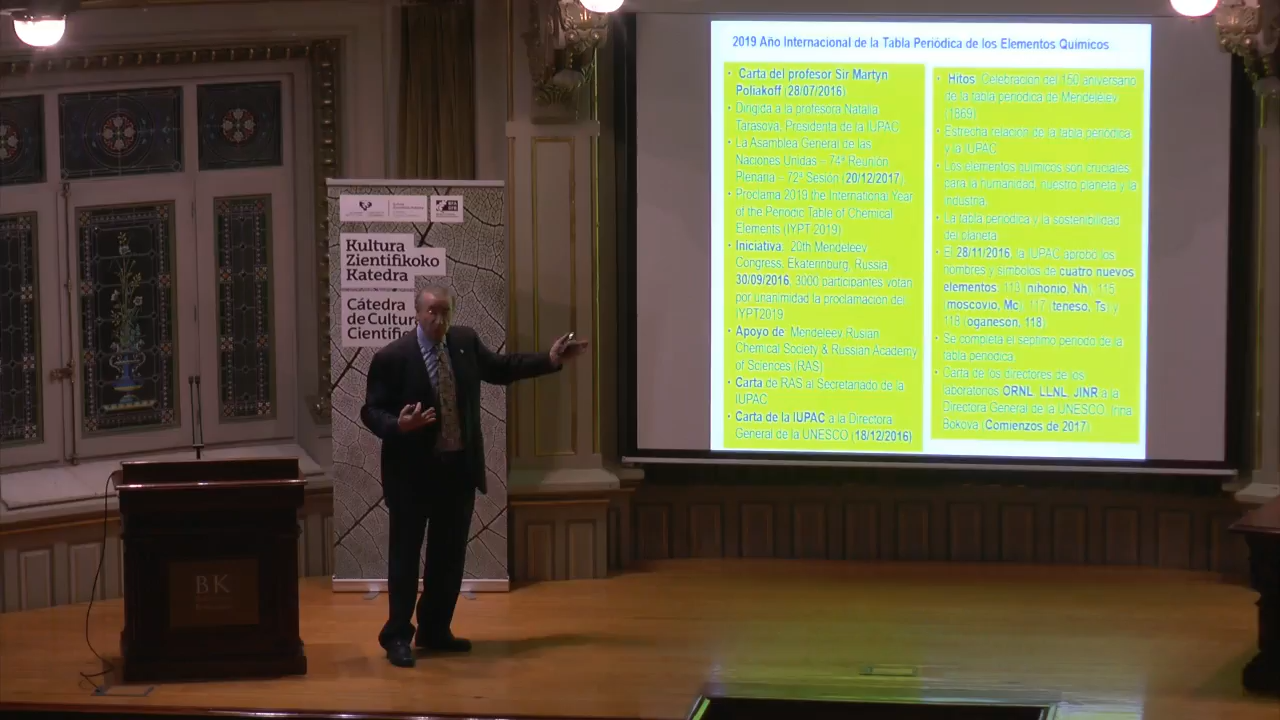 2019 Año Internacional de la Tabla Periódica de los Elementos Químicos
• Carta del profesor Sir Martyn
Poliakoff (28/07/2016)
• Dirigida a la profesora Natalia
Tarasova, Presidenta de la IUPAC
• La Asamblea General de las
Naciones Unidas – 74ª Reunión
Plenaria – 72ª Sesión (20/12/2017).
• Proclama 2019 the International Year
of the Periodic Table of Chemical
Elements (IYPT 2019)
• Iniciativa: 20th Mendeleev
Congress, Ekaterinburg, Russia
30/09/2016, 3000 participantes votan
por unanimidad la proclamación del
IYPT2019
• Apoyo de: Mendeleev Rusian
Chemical Society & Russian Academy
of Sciences (RAS)
• Carta de RAS al Secretariado de la
IUPAC
• Carta de la IUPAC a la Directora
General de la UNESCO (18/12/2016)
• Hitos: Celebración del 150 aniversario
de la tabla periódica de Mendeleiev
(1869)
• Estrecha relación de la tabla periódica
y la IUPAC
• Los elementos químicos son cruciales
para la humanidad, nuestro planeta y la
industria.
• La tabla periódica y la sostenibilidad
del planeta
• El 28/11/2016, la IUPAC aprobó los
nombres y símbolos de cuatro nuevos
elementos: 113 (nihonio, Nh), 115
(moscovio, Mc), 117 (teneso, Ts) y
118 (oganesón, 118).
• Se completa el séptimo periodo de la
tabla periódica.
• Carta de los directores de los
laboratorios ORNL, LLNL, JINR a la
Directora General de la UNESCO, Irina
Bokova (Comienzos de 2017)
Kultura
Zientifikoko
Katedra
Cátedra
de Cultur
Científic
BK